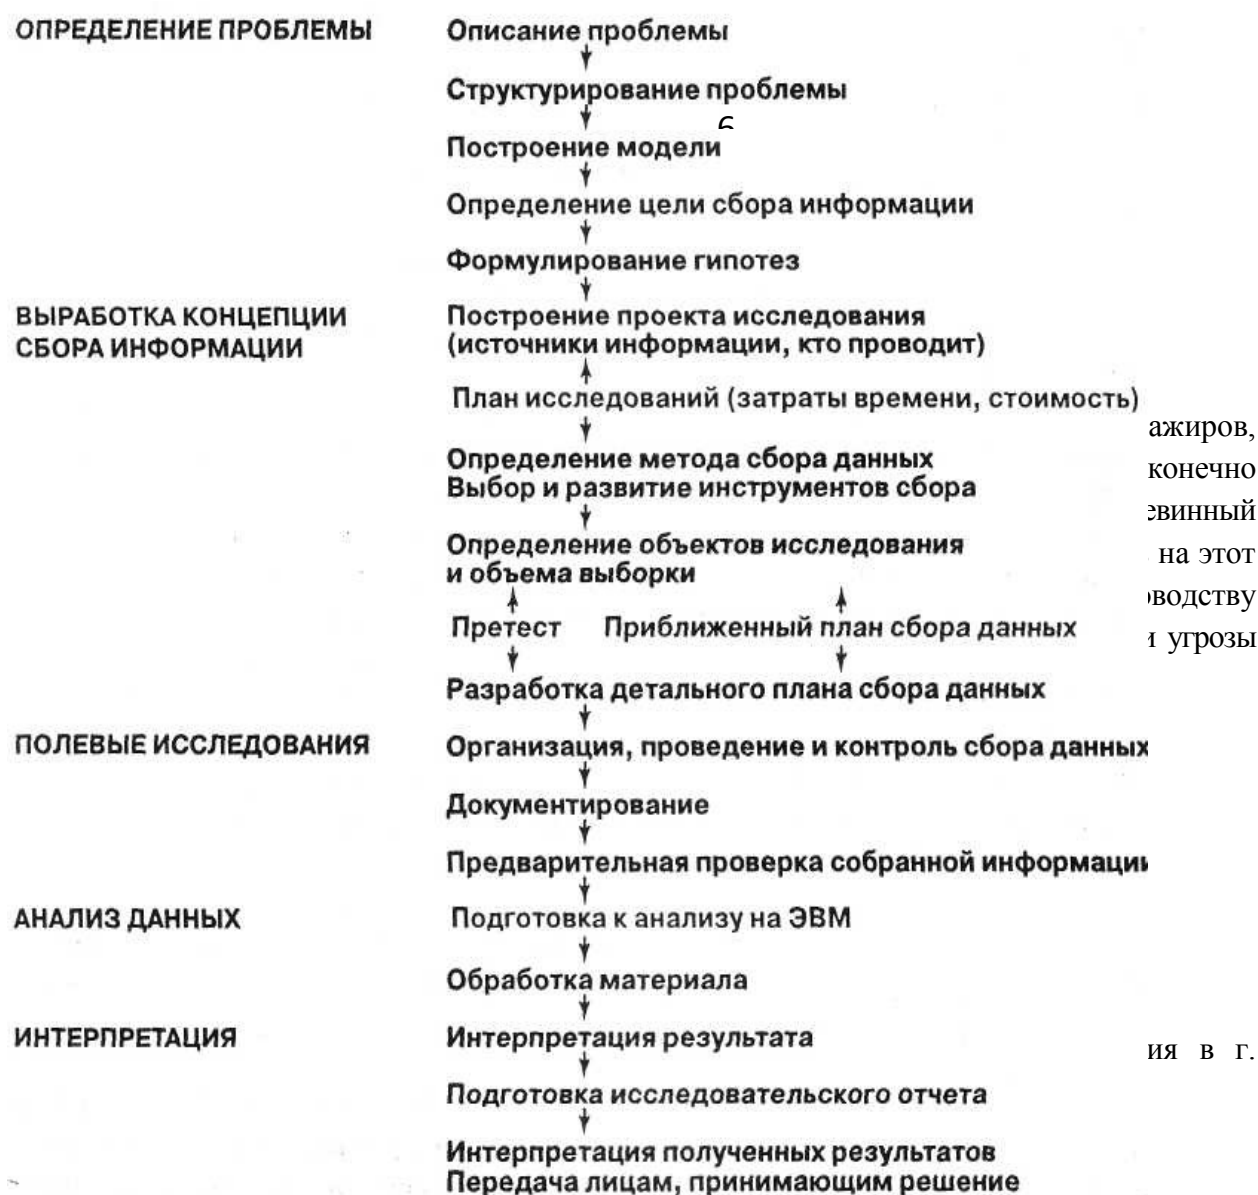 ОПРЕДЕЛЕНИЕ ПРОБЛЕМЫ
Описание проблемы
Структурирование проблемы
Построение модели
Определение цели сбора информации
Формулирование гипотез
ВЫРАБОТКА КОНЦЕПЦИИ
СБОРА ИНФОРМАЦИИ
Построение проекта исследования
(источники информации, кто проводит)
План исследований (затраты времени, стоимость)
Определение метода сбора данных
Выбор и развитие инструментов сбора
Определение объектов исследования
и объема выборки
Претест Приближенный план сбора данных
Разработка детального плана сбора данных
ПОЛЕВЫЕ ИССЛЕДОВАНИЯ
Организация, проведение и контроль сбора данных
Документирование
Предварительная проверка собранной информации
АНАЛИЗ ДАННЫХ
Подготовка к анализу на ЭВМ
Обработка материала
ИНТЕРПРЕТАЦИЯ
Интерпретация результата
Подготовка исследовательского отчета
Интерпретация полученных результатов
Передача лицам, принимающим решение
ажиров,
конечно
евинный
на этот
водству
угрозы
ия в г.